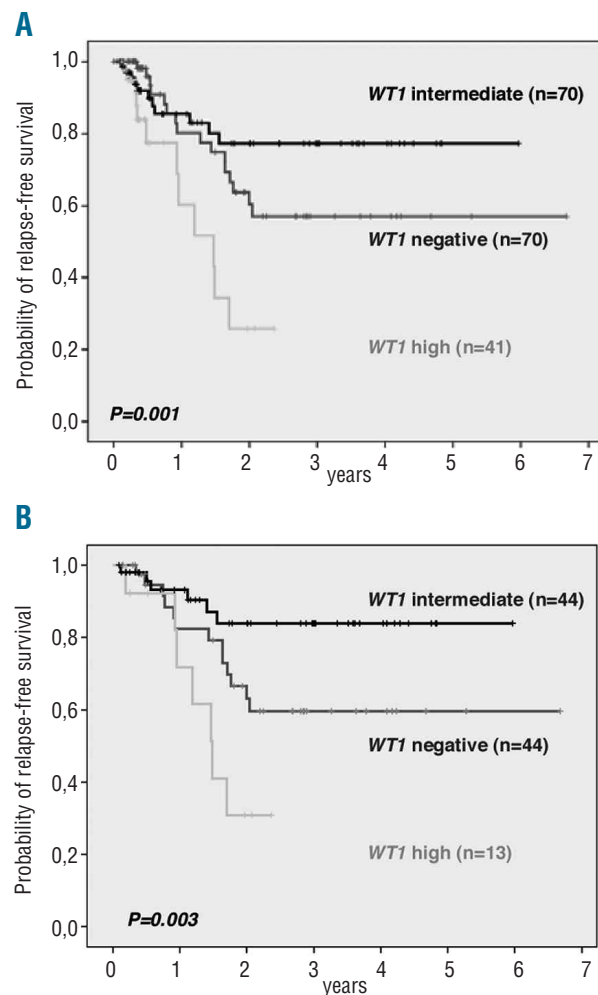 A
Probability of relapse-free survival
1,0
0,8
0,6
0,4
0,2
0,0
WT1 intermediate (n=70)
WT1 negative (n=70)
WT1 high (n=41)
P=0.001
0 1 2 3 4 5 6 7
years
B
Probability of relapse-free survival
1,0
0,8
0,6
0,4
0,2
0,0
WT1 intermediate (n=44)
WT1 negative (n=44)
WT1 high (n=13)
P=0.003
0 1 2 3 4 5 6 7
years